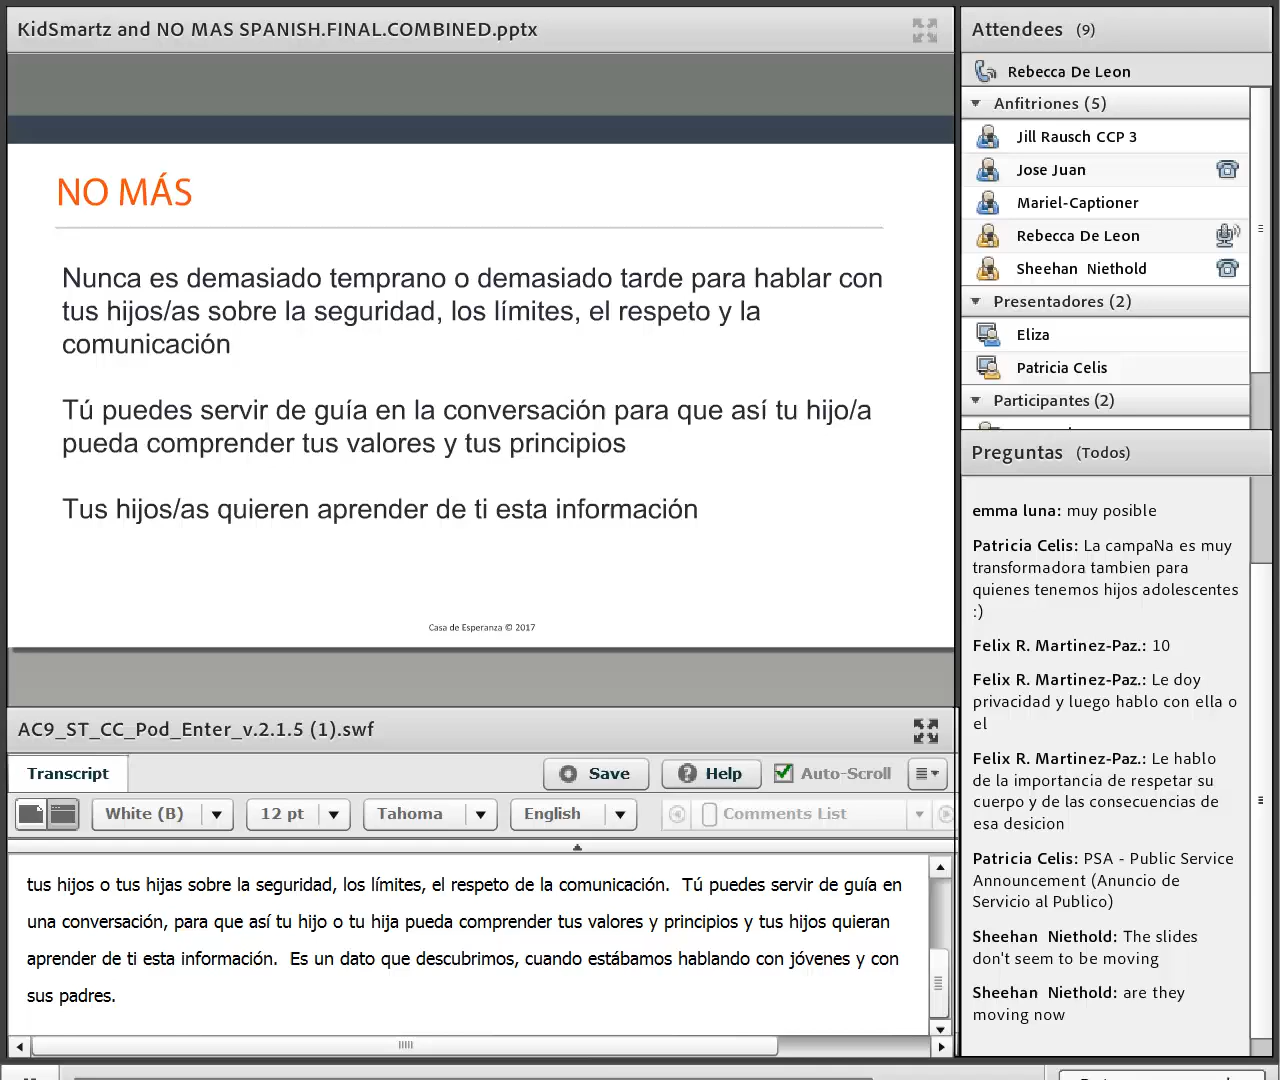 KidSmartz and NO MAS SPANISH.FINAL.COMBINED.pptx
NO MÁS
Nunca es demasiado temprano o demasiado tarde para hablar con
tus hijos/as sobre la seguridad, los límites, el respeto y la
comunicación
Tú puedes servir de guía en la conversación para que así tu hijo/a
pueda comprender tus valores y tus principios
Tus hijos/as quieren aprender de ti esta información
Casa de Esperanza © 2017
AC9_ST_CC_Pod_Enter_v.2.1.5 (1).swf
Transcript
Save
Help
Auto-Scroll
White (B)
12 pt
Tahoma
English
Comments List
tus hijos o tus hijas sobre la seguridad, los límites, el respeto de la comunicación.  Tú puedes servir de guía en
una conversación, para que así tu hijo o tu hija pueda comprender tus valores y principios y tus hijos quieran
aprender de ti esta información.  Es un dato que descubrimos, cuando estábamos hablando con jóvenes y con
sus padres.
Attendees (9)
Rebecca De Leon
Anfitriones (5)
Jill Rausch CCP 3
Jose Juan
Mariel-Captioner
Rebecca De Leon
Sheehan Niethold
Presentadores (2)
Eliza
Patricia Celis
Participantes (2)
Preguntas (Todos)
emma luna: muy posible
Patricia Celis: La campaNa es muy
transformadora tambien para
quienes tenemos hijos adolescentes
:)
Felix R. Martinez-Paz.: 10
Felix R. Martinez-Paz.: Le doy
privacidad y luego hablo con ella o
el
Felix R. Martinez-Paz.: Le hablo
de la importancia de respetar su
cuerpo y de las consecuencias de
esa desicion
Patricia Celis: PSA - Public Service
Announcement (Anuncio de
Servicio al Publico)
Sheehan Niethold: The slides
don't seem to be moving
Sheehan Niethold: are they
moving now